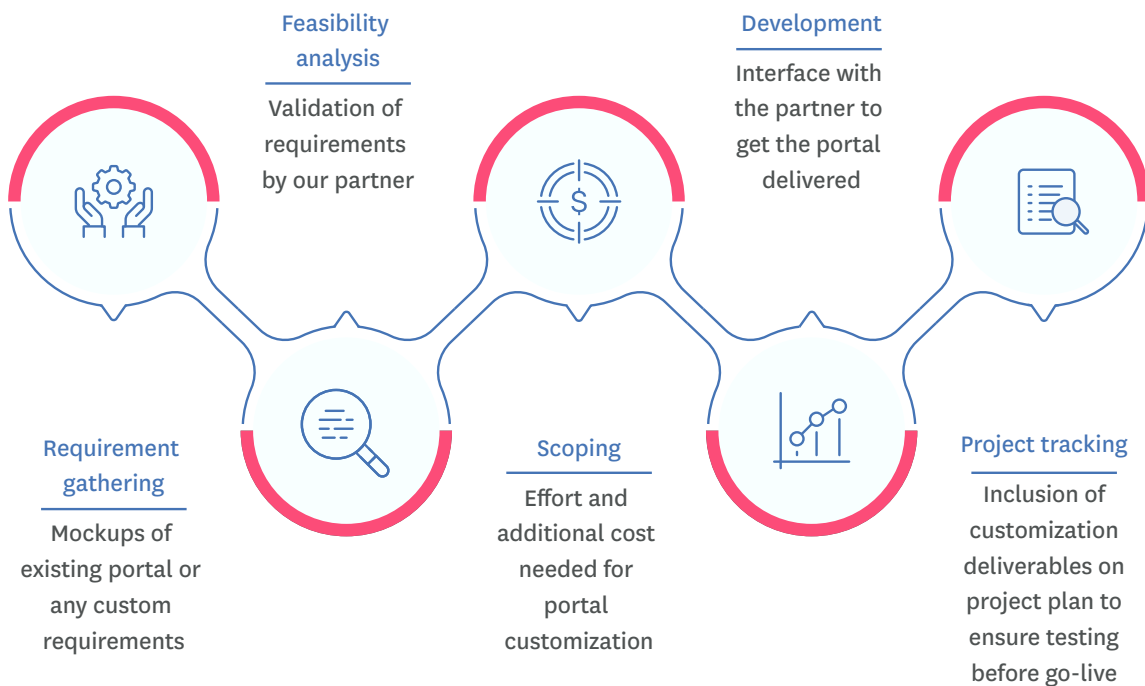 Requirement
gathering
Mockups of
existing portal or
any custom
requirements
Feasibility
analysis
Validation of
requirements
by our partner
$
Scoping
Effort and
additional cost
needed for
portal
customization
Development
Interface with
the partner to
get the portal
delivered
Project tracking
Inclusion of
customization
deliverables on
project plan to
ensure testing
before go-live